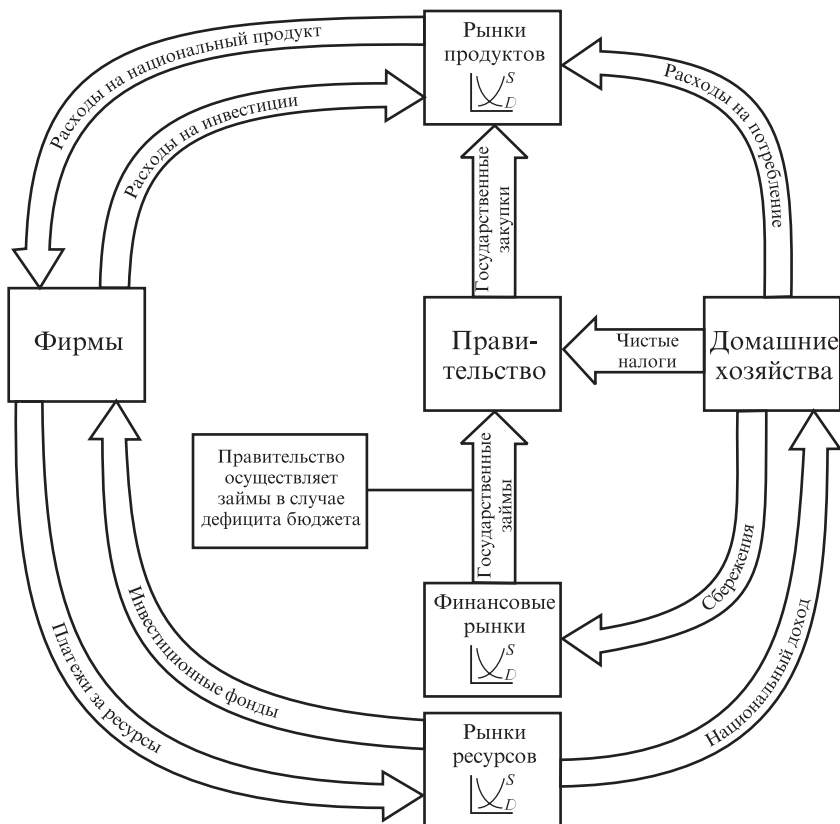 Рынки
продуктов
S
D
Расходы на национальный продукт
Расходы на инвестиции
Расходы на потребление
Государственные
закупки
Фирмы
Прави-
тельство
Чистые
налоги
Домашние
хозяйства
Правительство
осуществляет
займы в случае
дефицита бюджета
Государственные
займы
Сбережения
Финансовые
рынки
S
D
Инвестиционные фонды
Платежи за ресурсы
Национальный доход
Рынки
ресурсов
S
D